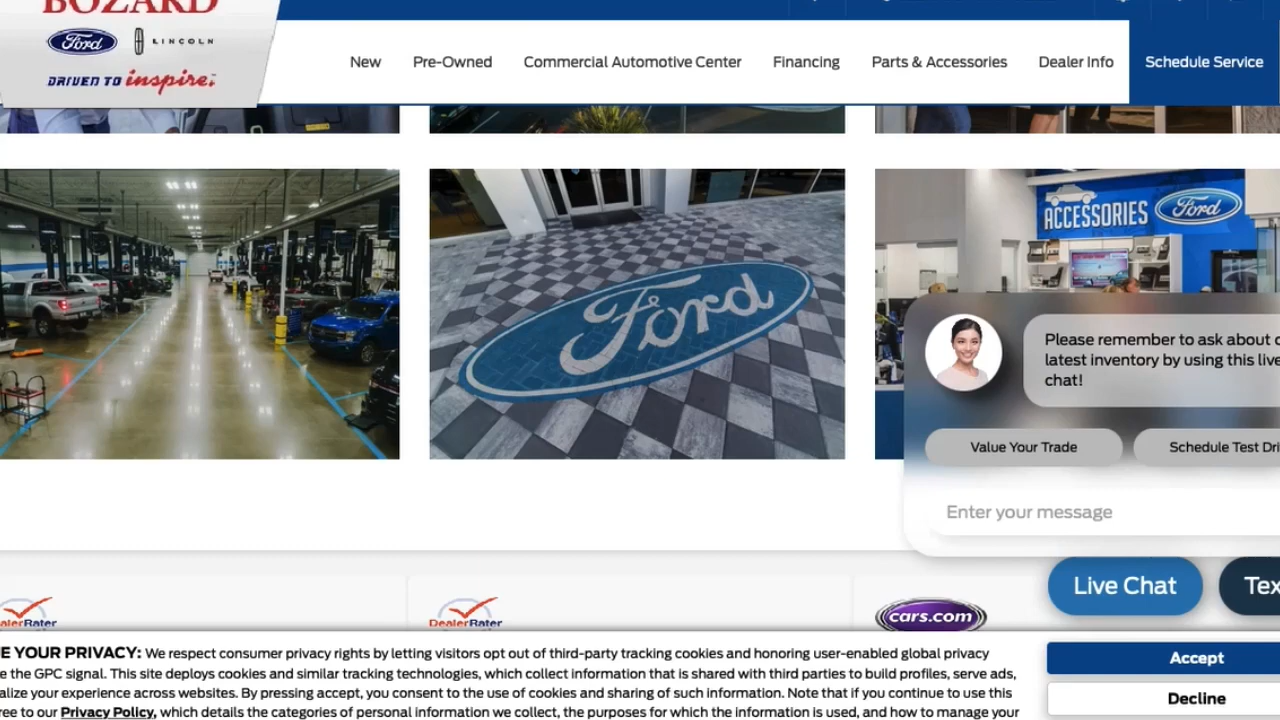 BOZARD
Ford LINCOLN
DRIVEN TO inspire.
New Pre-Owned Commercial Automotive Center Financing Parts & Accessories Dealer Info Schedule Service
Ford
ACCESSORIES Ford
Please remember to ask about
latest inventory by using this live
chat!
Value Your Trade Schedule Test Dri
Enter your message
Live Chat Tex
alerRater DealerRater cars.com
E YOUR PRIVACY: We respect consumer privacy rights by letting visitors opt out of third-party tracking cookies and honoring user-enabled global privacy
e the GPC signal. This site deploys cookies and similar tracking technologies, which collect information that is shared with third parties to build profiles, serve ads,
alize your experience across websites. By pressing accept, you consent to the use of cookies and sharing of such information. Note that if you continue to use this
ree to our Privacy Policy, which details the categories of personal information we collect, the purposes for which the information is used, and how to manage your
Accept
Decline